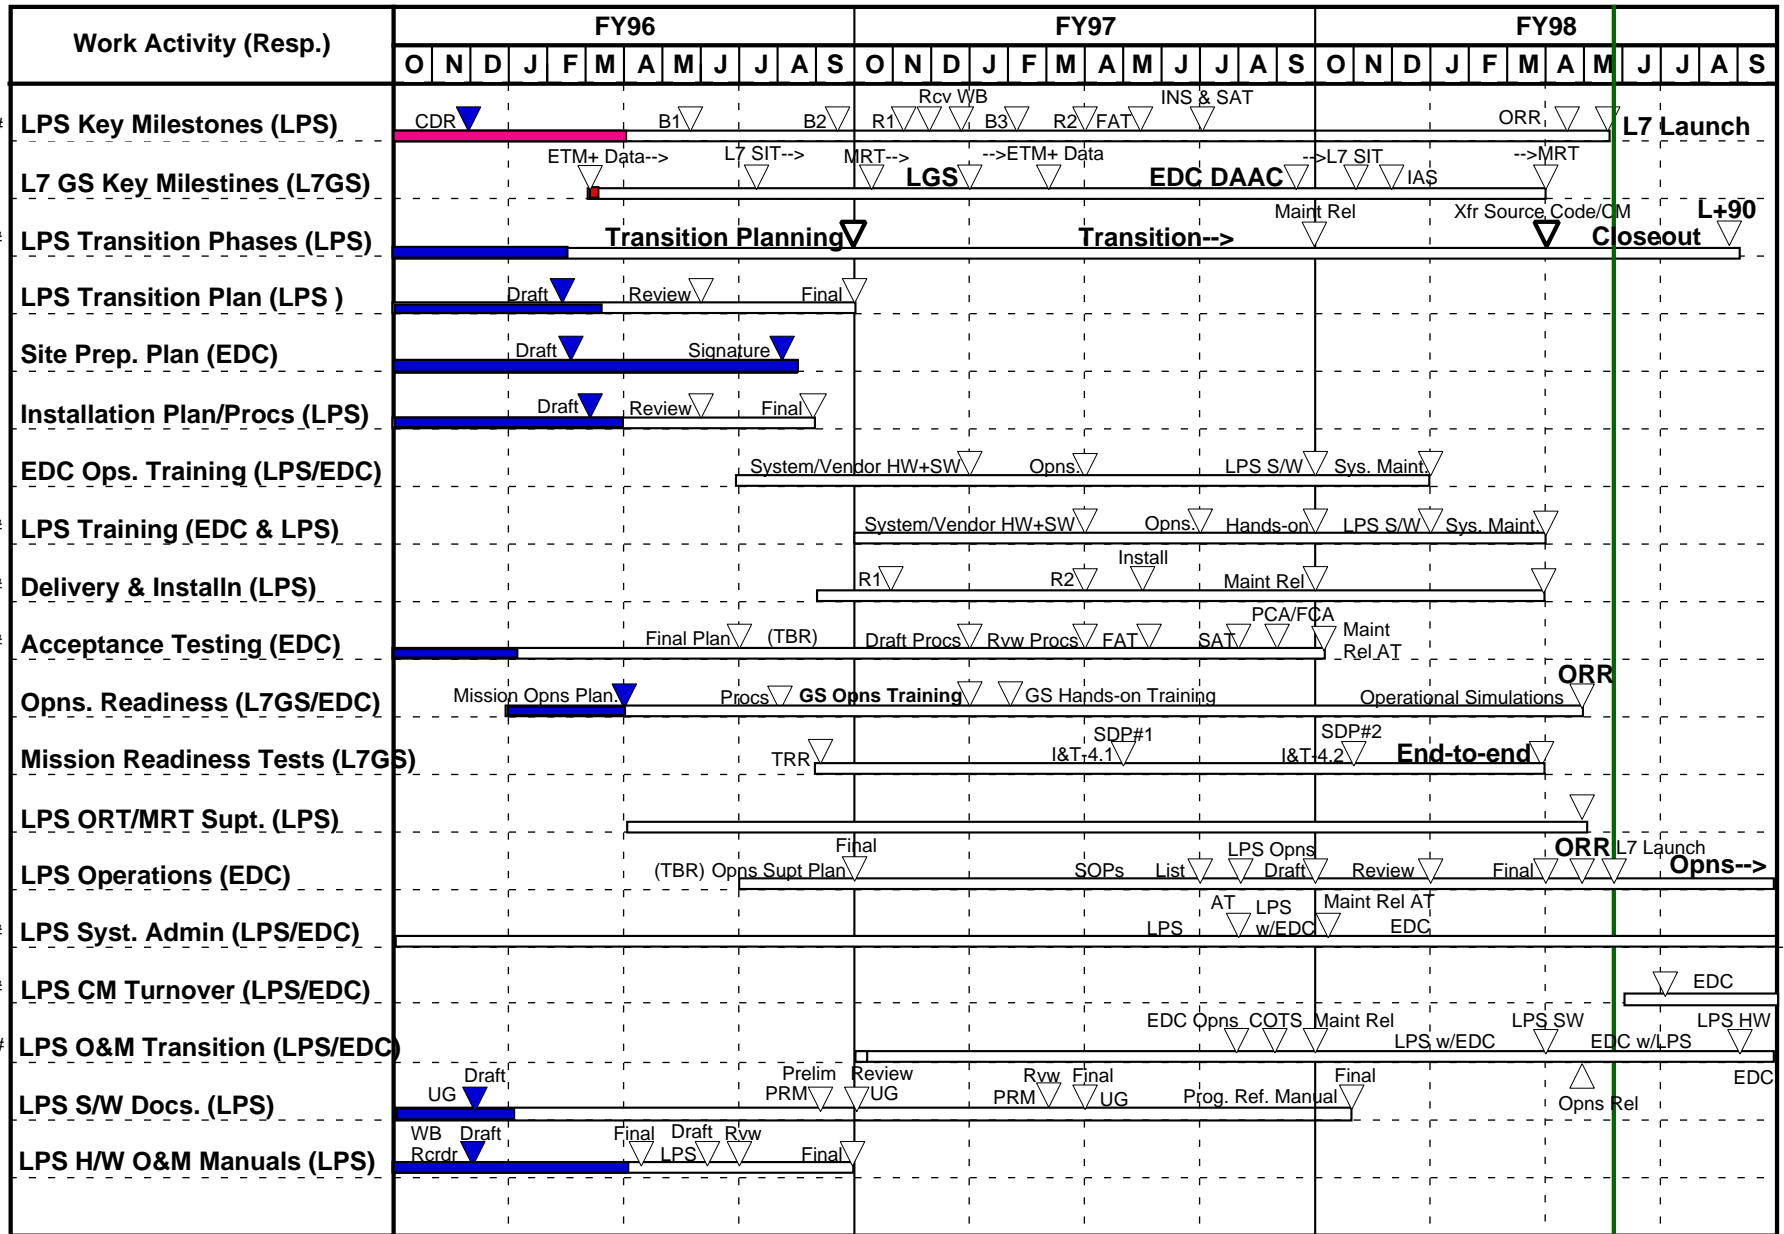 Work Activity (Resp.)
FY96 FY97 FY98
O N D J F M A M J J A S O N D J F M A M J J A S O N D J F M A M J J A S
Rcv WB INS & SAT
# LPS Key Milestones (LPS) CDR B1 B2 R1 B3 R2 FAT ORR L7 Launch
ETM+ Data--> L7 SIT--> MRT--> -->ETM+ Data -->L7 SIT -->MRT
L7 GS Key Milestines (L7GS) LGS EDC DAAC IAS
Maint Rel Xfr Source Code/CM L+90
# LPS Transition Phases (LPS) Transition Planning Transition--> Closeout
LPS Transition Plan (LPS ) Draft Review Final
Site Prep. Plan (EDC) Draft Signature
Installation Plan/Procs (LPS) Draft Review Final
EDC Ops. Training (LPS/EDC) System/Vendor HW+SW Opns. LPS S/W Sys. Maint.
# LPS Training (EDC & LPS) System/Vendor HW+SW Opns. Hands-on LPS S/W Sys. Maint.
Install
# Delivery & Installn (LPS) R1 R2 Maint Rel
PCA/FCA
# Acceptance Testing (EDC) Final Plan (TBR) Draft Procs Rvw Procs FAT SAT Maint
Rel AT
ORR
Opns. Readiness (L7GS/EDC) Mission Opns Plan. Procs GS Opns Training GS Hands-on Training Operational Simulations
SDP#1 SDP#2
Mission Readiness Tests (L7GS) TRR I&T-4.1 I&T-4.2 End-to-end
LPS ORT/MRT Supt. (LPS)
Final LPS Opns ORR L7 Launch
LPS Operations (EDC) (TBR) Opns Supt Plan SOPs List Draft Review Final Opns-->
AT LPS Maint Rel AT
# LPS Syst. Admin (LPS/EDC) LPS w/EDC EDC
# LPS CM Turnover (LPS/EDC) EDC
EDC Opns COTS Maint Rel LPS SW LPS HW
# LPS O&M Transition (LPS/EDC) LPS w/EDC EDC w/LPS
Draft Prelim Review Rvw Final Final EDC
LPS S/W Docs. (LPS) UG PRM UG PRM UG Prog. Ref. Manual Opns Rel
WB Draft Final Draft Rvw
LPS H/W O&M Manuals (LPS) Rcrdr LPS Final